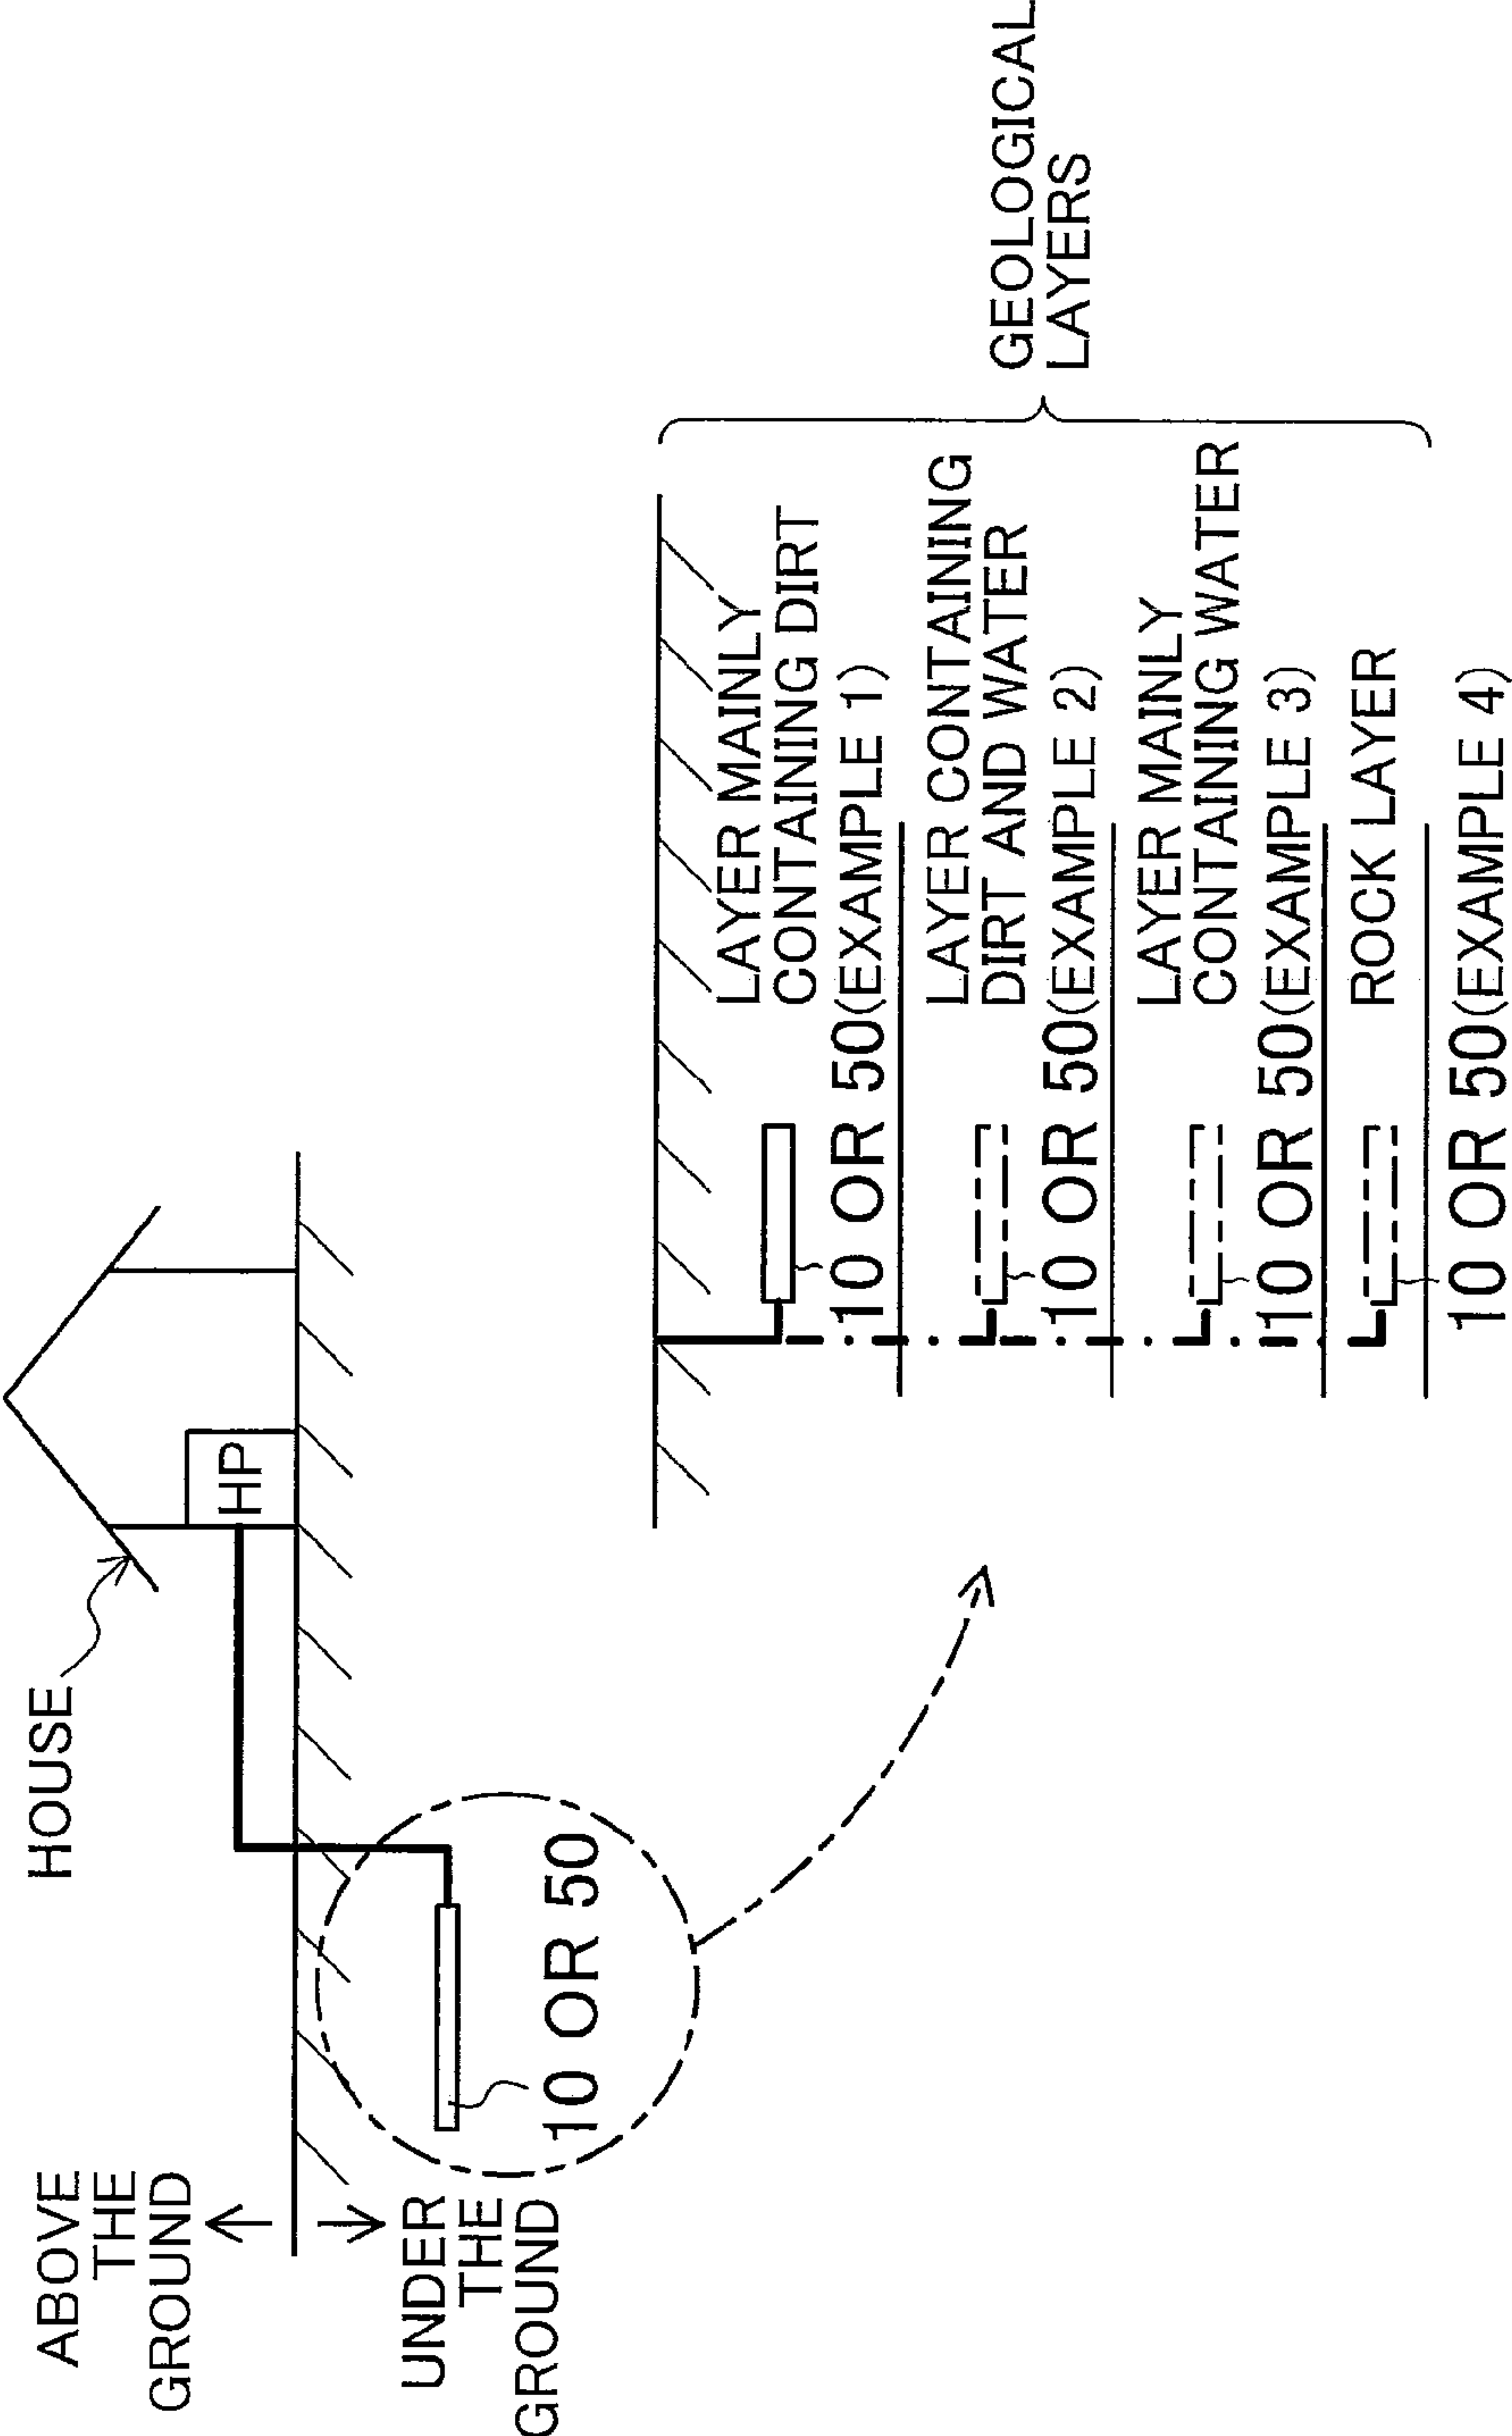 ABOVE
THE
GROUND
HOUSE
HP
UNDER
THE
GROUND
10 OR 50
LAYER MAINLY
CONTAINING DIRT
10 OR 50(EXAMPLE 1)
LAYER CONTAINING
DIRT AND WATER
10 OR 50(EXAMPLE 2)
LAYER MAINLY
CONTAINING WATER
10 OR 50(EXAMPLE 3)
ROCK LAYER
10 OR 50(EXAMPLE 4)
GEOLOGICAL
LAYERS